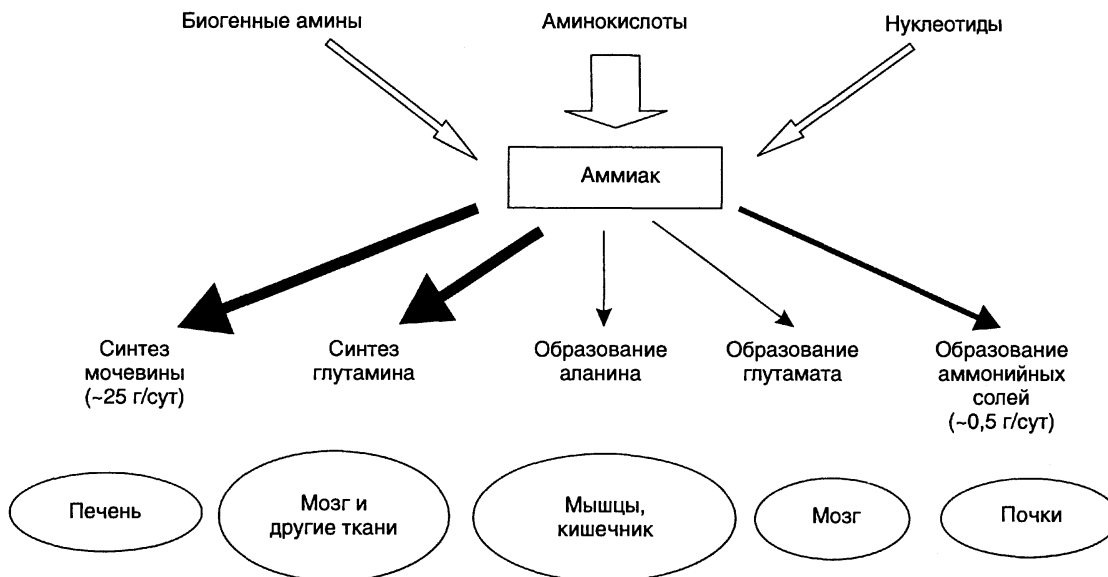 Биогенные амины
Аминокислоты
Нуклеотиды
Аммиак
Синтез
мочевины
(~25 г/сут)
Синтез
глутамина
Образование
аланина
Образование
глутамата
Образование
аммонийных
солей
(~0,5 г/сут)
Печень
Мозг и
другие ткани
Мышцы,
кишечник
Мозг
Почки